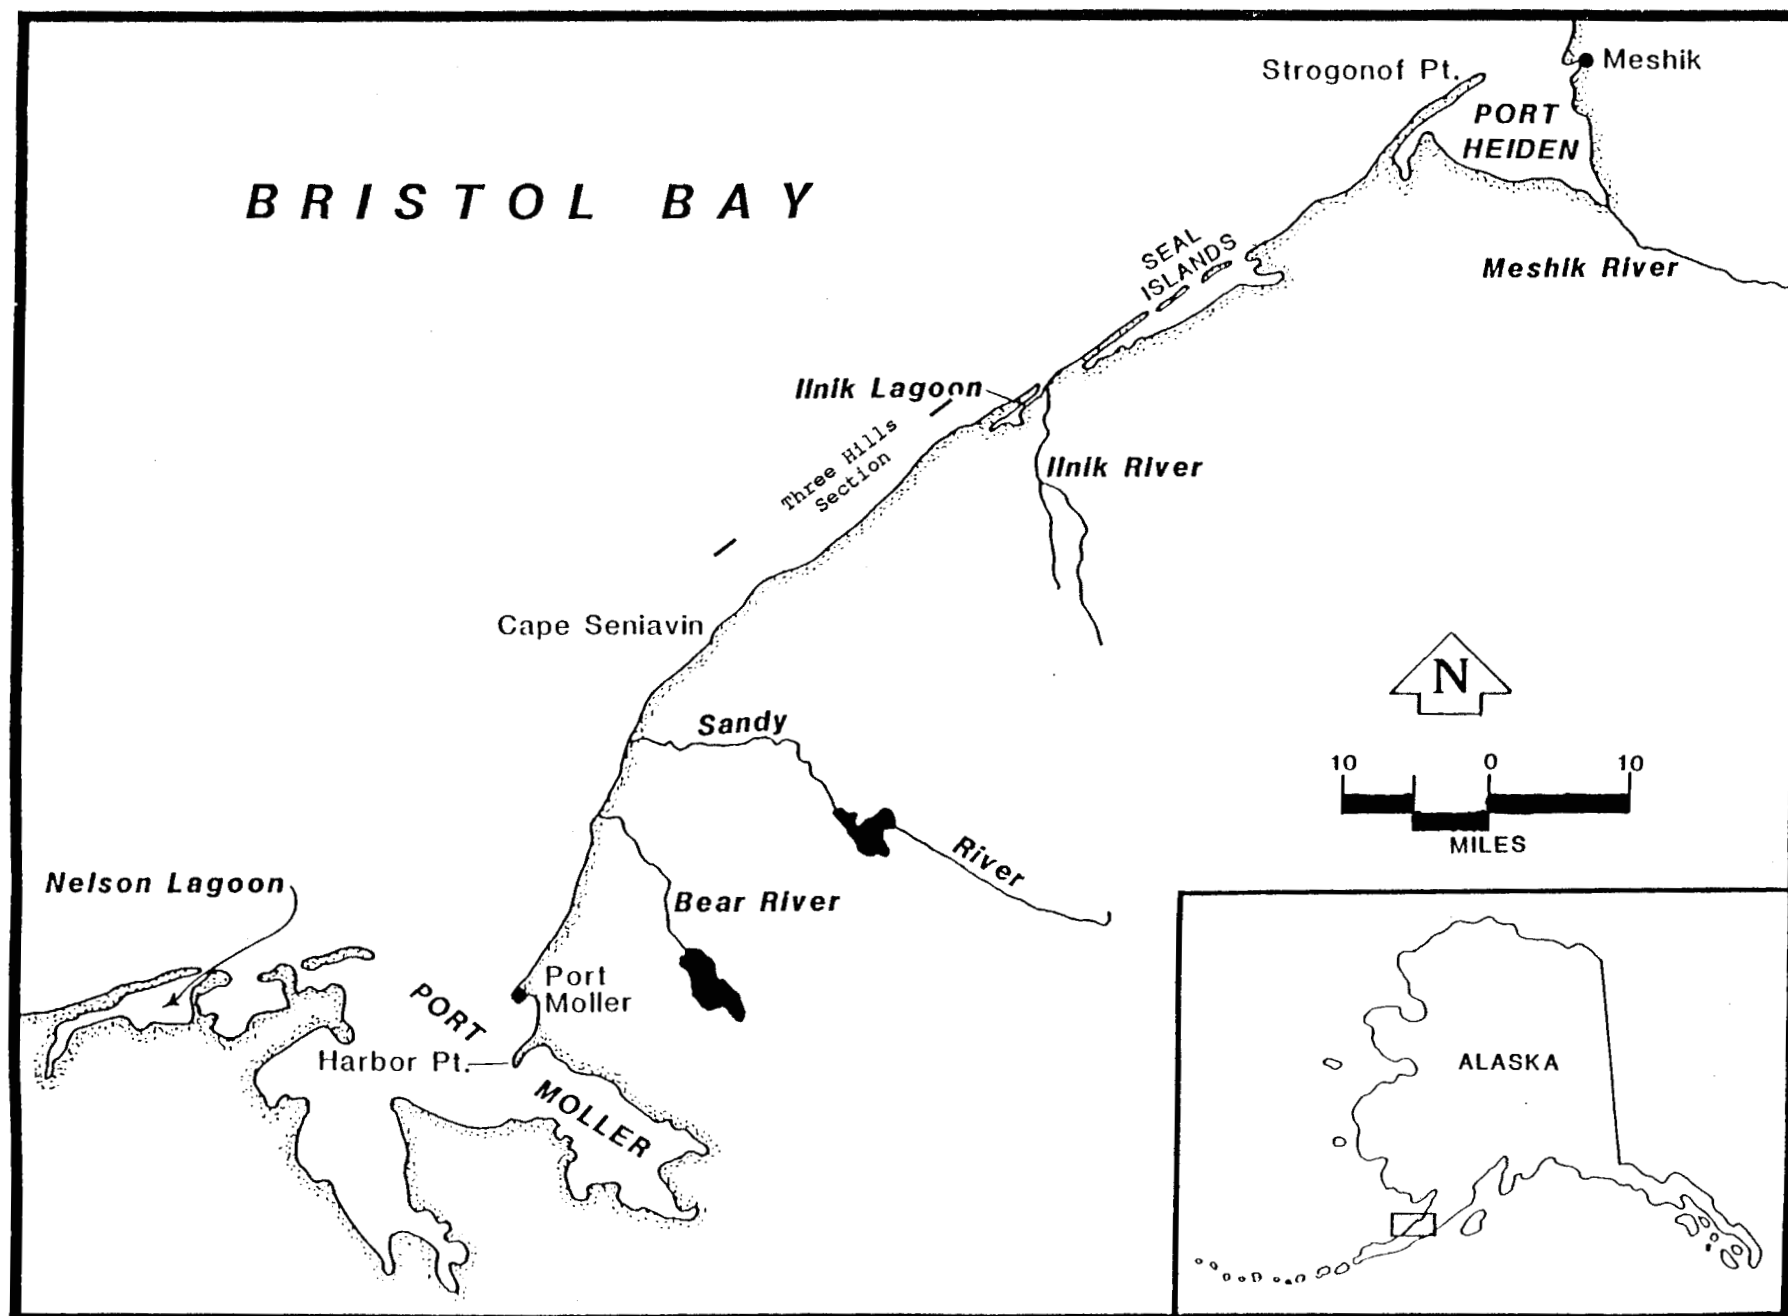 Strogonof Pt.
Meshik
PORT
HEIDEN
BRISTOL BAY
SEAL
ISLANDS
Meshik River
Ilnik Lagoon
Three Hills
Section
Ilnik River
Cape Seniavin
N
Sandy
10 0 10
MILES
River
Nelson Lagoon
Bear River
Port
Moller
PORT
Harbor Pt.
MOLLER
ALASKA